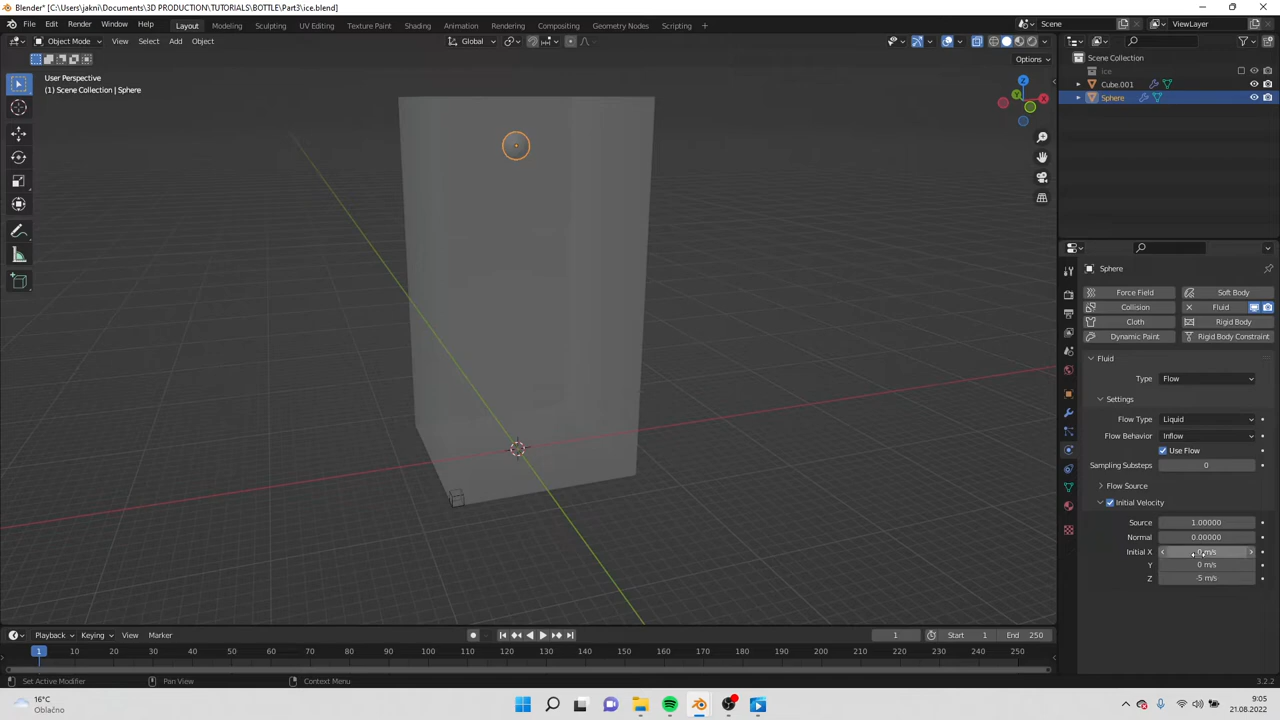 Blender* [C:\Users\jakni\Documents\3D PRODUCTION\TUTORIALS\BOTTLE\Part3\ice.blend]
File Edit Render Window Help Layout Modeling Sculpting UV Editing Texture Paint Shading Animation Rendering Compositing Geometry Nodes Scripting + Scene ViewLayer
Object Mode View Select Add Object Global
Options
User Perspective
(1) Scene Collection | Sphere
Z
Y
X
Scene Collection
Ice
Cube.001
Sphere
Sphere
Force Field Soft Body
Collision Fluid
Cloth Rigid Body
Dynamic Paint Rigid Body Constraint
Fluid
Type Flow
Settings
Flow Type Liquid
Flow Behavior Inflow
Use Flow
Sampling Substeps 0
Flow Source
Initial Velocity
Source 1.00000
Normal 0.00000
Initial X 0 m/s
Y 0 m/s
Z -5 m/s
Playback Keying View Marker 1 Start 1 End 250
1 10 20 30 40 50 60 70 80 90 100 110 120 130 140 150 160 170 180 190 200 210 220 230 240 250
Set Active Modifier Pan View Context Menu 3.2.2
16°C
Oblačno
9:05
21.08.2022